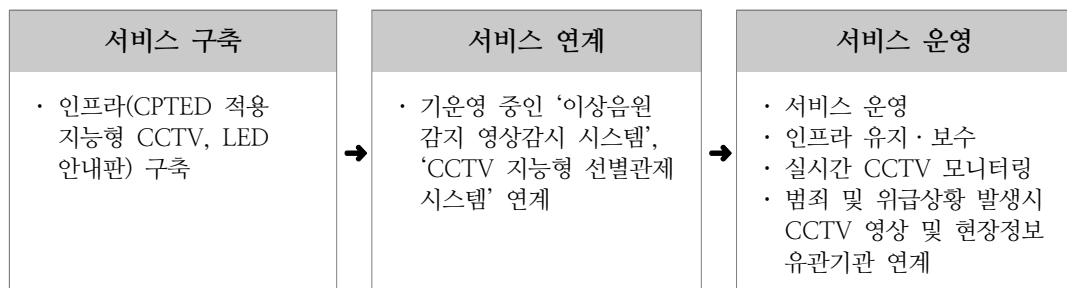 서비스 구축
· 인프라(CPTED 적용
지능형 CCTV, LED
안내판) 구축
➜
서비스 연계
· 기운영 중인 ‘이상음원
감지 영상감시 시스템’,
‘CCTV 지능형 선별관제
시스템’ 연계
➜
서비스 운영
· 서비스 운영
· 인프라 유지 · 보수
· 실시간 CCTV 모니터링
· 범죄 및 위급상황 발생시
CCTV 영상 및 현장정보
유관기관 연계